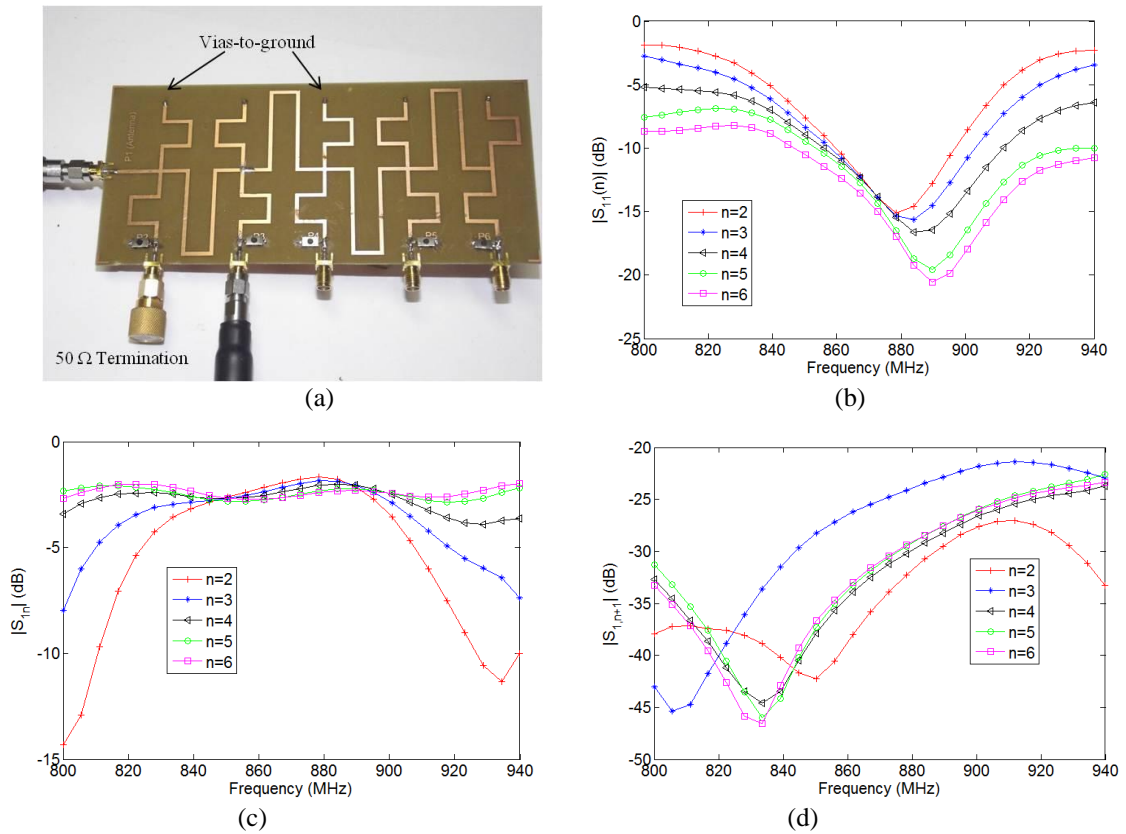 Vias-to-ground
P1(Antenna)
P2
P3
P4
P5
P6
50 Ω Termination
(a)
|S11(n)| (dB)
0
-5
-10
-15
-20
-25
n=2
n=3
n=4
n=5
n=6
800 820 840 860 880 900 920 940
Frequency (MHz)
(b)
|S1n| (dB)
0
-5
-10
-15
n=2
n=3
n=4
n=5
n=6
800 820 840 860 880 900 920 940
Frequency (MHz)
(c)
|S1,n+1| (dB)
-20
-25
-30
-35
-40
-45
-50
n=2
n=3
n=4
n=5
n=6
800 820 840 860 880 900 920 940
Frequency (MHz)
(d)